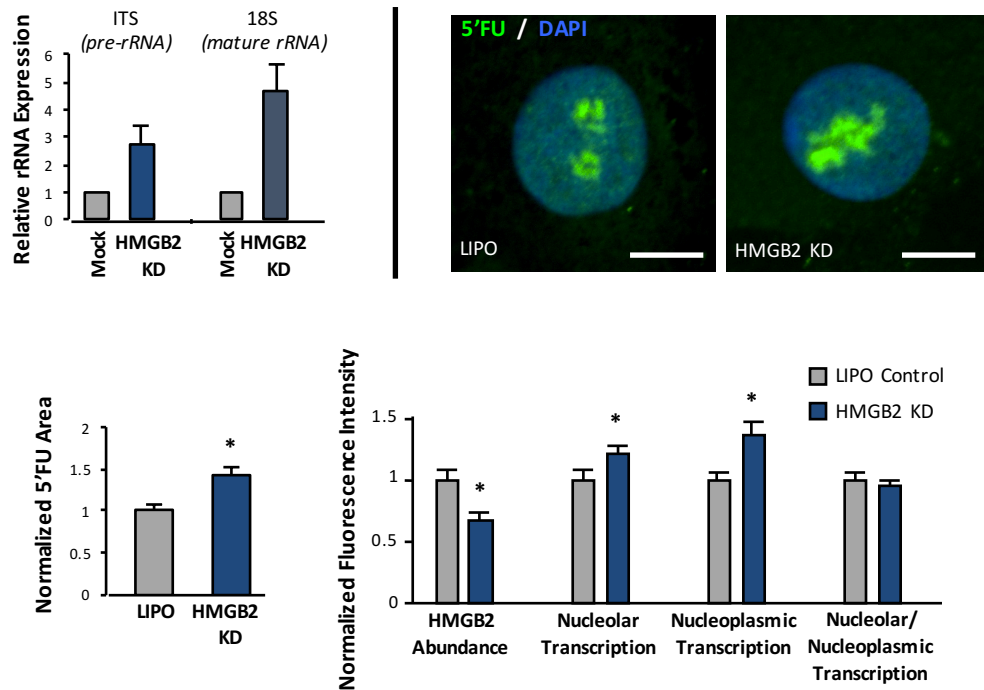 ITS
(pre-rRNA)
18S
(mature rRNA)
Relative rRNA Expression
6
5
4
3
2
1
0
Mock
HMGB2
KD
Mock
HMGB2
KD
5’FU / DAPI
LIPO
HMGB2 KD
Normalized 5’FU Area
2
1.5
1
0.5
0
LIPO
HMGB2
KD
*
Normalized Fluorescence Intensity
1.5
1
0.5
0
*
*
*
LIPO Control
HMGB2 KD
HMGB2
Abundance
Nucleolar
Transcription
Nucleoplasmic
Transcription
Nucleolar/
Nucleoplasmic
Transcription